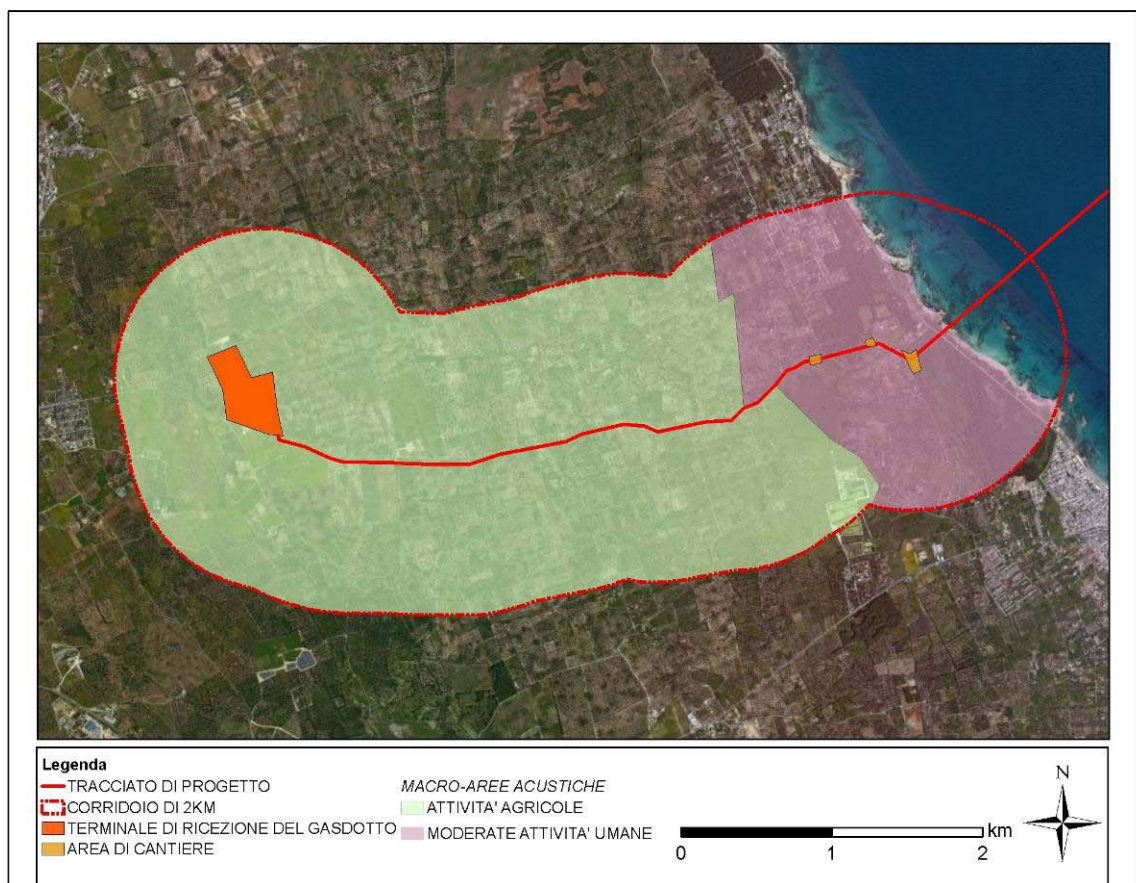 Legenda
TRACCIATO DI PROGETTO
CORRIDOIO DI 2KM
TERMINALE DI RICEZIONE DEL GASDOTTO
AREA DI CANTIERE
MACRO-AREE ACUSTICHE
ATTIVITA' AGRICOLE
MODERATE ATTIVITA' UMANE
km
0 1 2
N